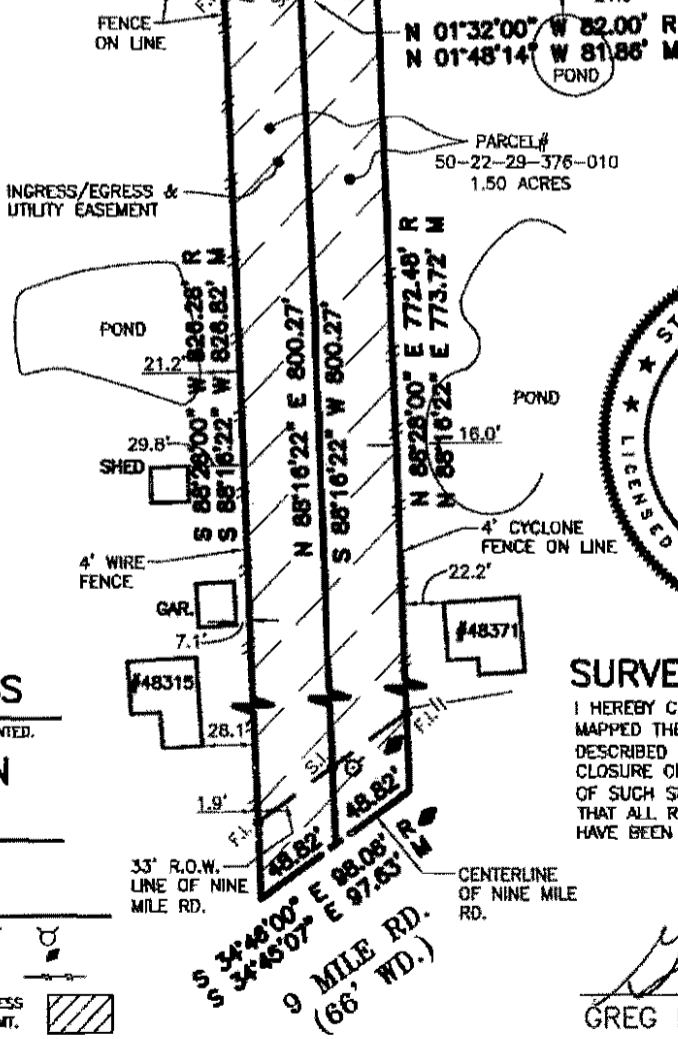 FENCE
ON LINE
N 01°32'00" W 82.00' R
N 01°48'14" W 81.86' M
POND
PARCEL#
50-22-29-376-010
1.50 ACRES
INGRESS/EGRESS &
UTILITY EASEMENT
S 88°28'00" W 826.28' R
S 88°16'22" W 826.82' M
N 88°16'22" E 800.27'
S 88°16'22" W 800.27'
N 88°28'00" E 772.48' R
N 88°16'22" E 773.72' M
POND
21.2'
POND
29.8'
SHED
16.0'
4' WIRE
FENCE
4' CYCLONE
FENCE ON LINE
22.2'
GAR.
7.1'
#48371
#48315
28.1'
F.I.
S.I.
F.I.
1.9'
48.82'
48.82'
33' R.O.W.
LINE OF NINE
MILE RD.
CENTERLINE
OF NINE MILE
RD.
S 34°46'00" E 98.08' R
S 34°45'07" E 97.63' M
9 MILE RD.
(66' WD.)
LICENSED
SURVE
I HEREBY C
MAPPED THE
DESCRIBED
CLOSURE O
OF SUCH S
THAT ALL R
HAVE BEEN
GREG